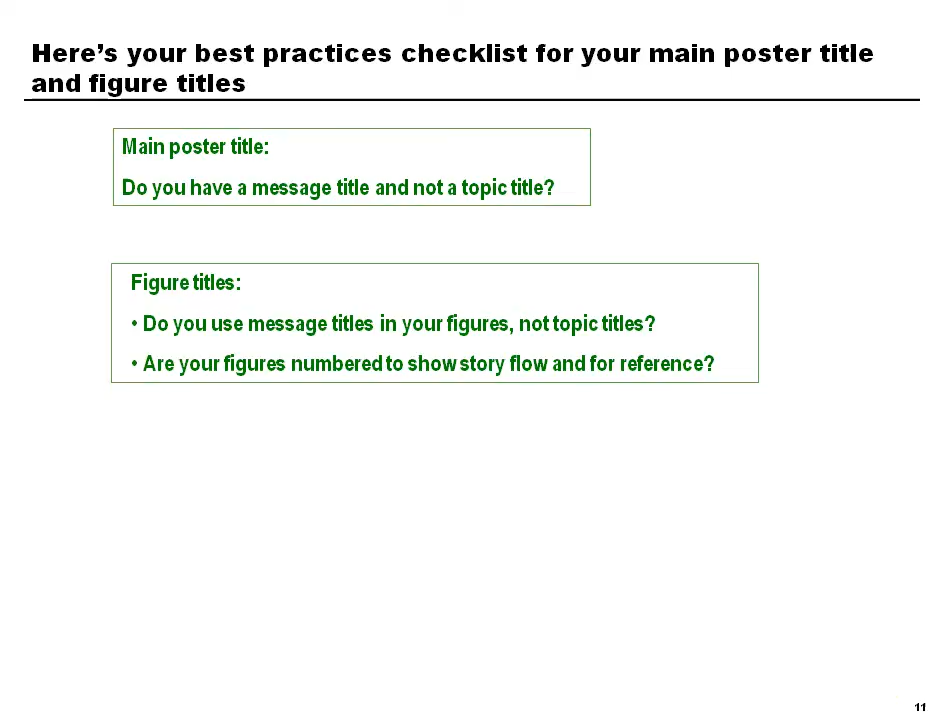 Here’s your best practices checklist for your main poster title
and figure titles
Main poster title:
Do you have a message title and not a topic title?
Figure titles:
• Do you use message titles in your figures, not topic titles?
• Are your figures numbered to show story flow and for reference?
11